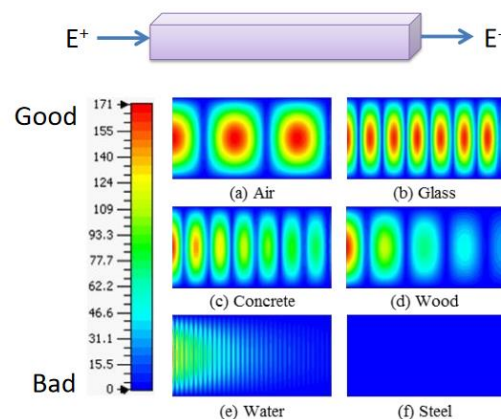 E+ E-
Good
171
155
140
124
109
93.3
77.7
62.2
46.6
31.1
15.5
0
Bad
(a) Air
(b) Glass
(c) Concrete
(d) Wood
(e) Water
(f) Steel